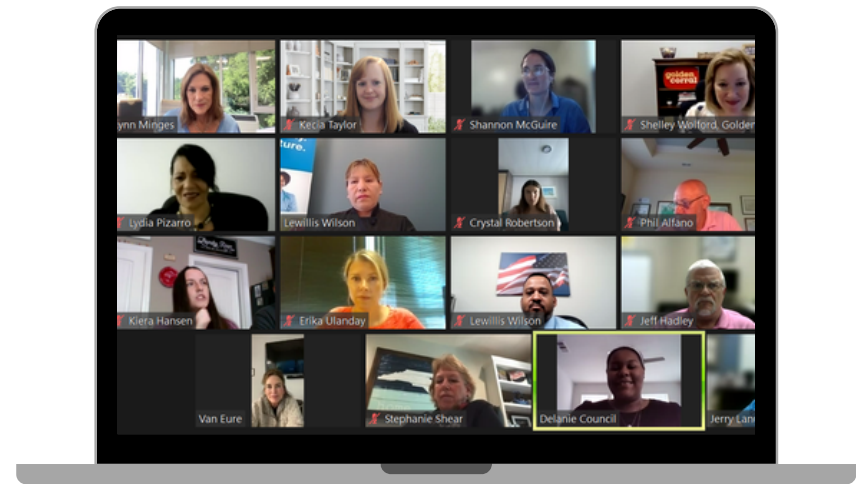 ynn Minges
Kecia Taylor
Shannon McGuire
Shelley Wolford, Golden
golden
corral
Lydia Pizarro
ture.
Lewillis Wilson
Crystal Robertson
Phil Alfano
Kiera Hansen
Erika Ulanday
Lewillis Wilson
Jeff Hadley
Van Eure
Stephanie Shear
Delanie Council
Jerry Lan